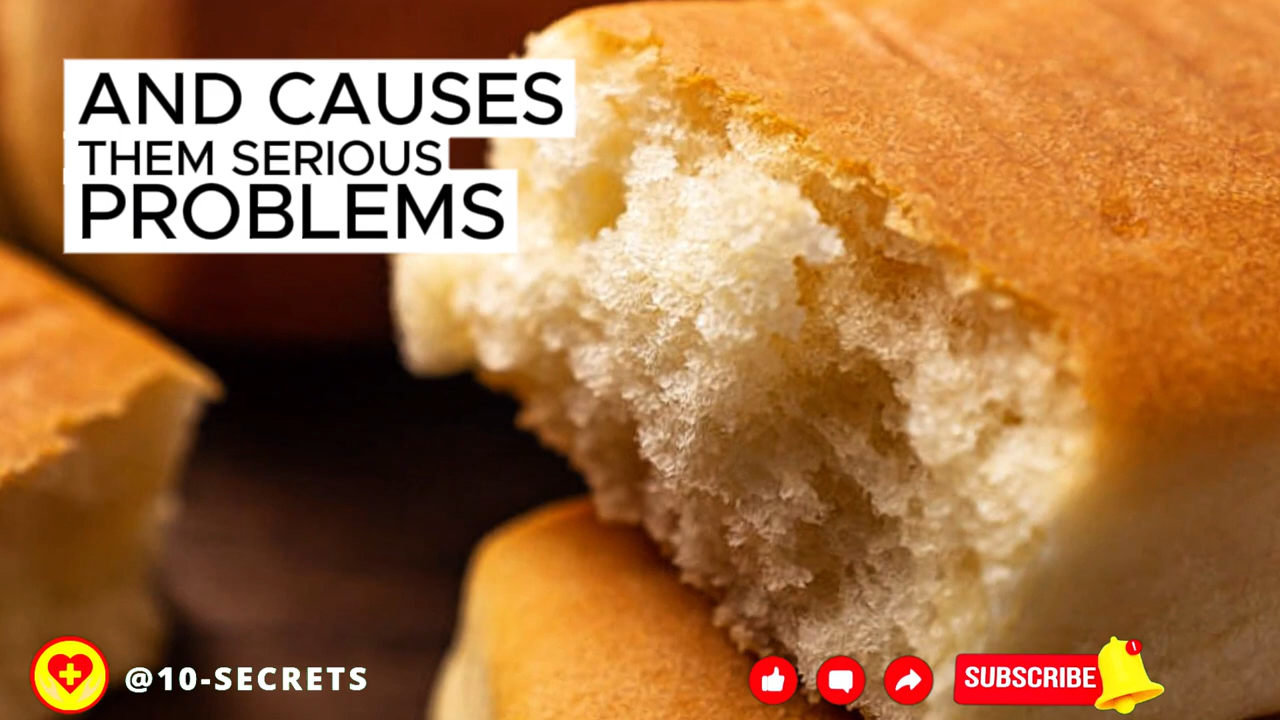 AND CAUSES
THEM SERIOUS
PROBLEMS
@10-SECRETS
SUBSCRIBE